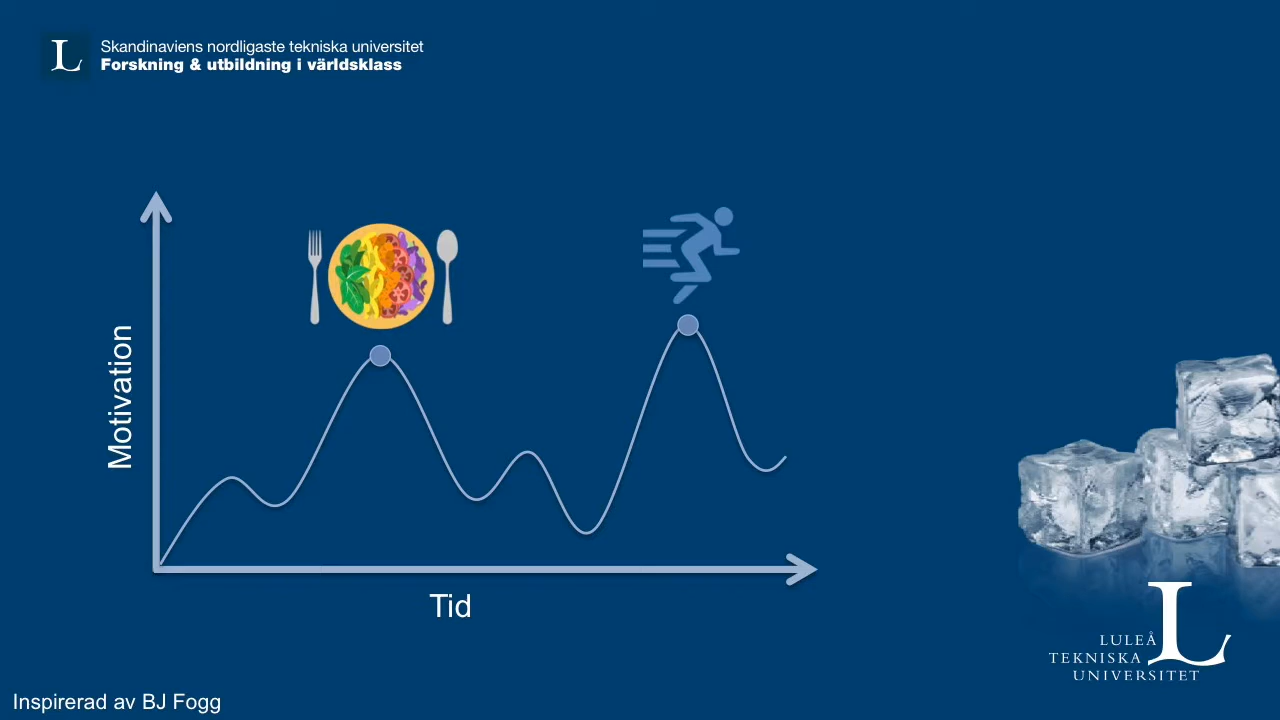 L
Skandinaviens nordligaste tekniska universitet
Forskning & utbildning i världsklass
Motivation
Tid
L
LULEÅ
TEKNISKA
UNIVERSITET
Inspirerad av BJ Fogg